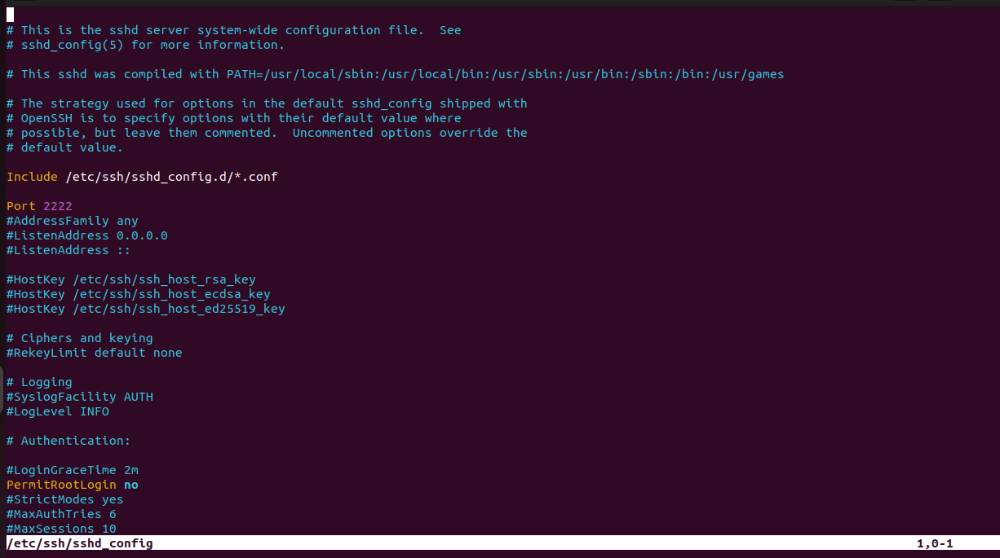 # This is the sshd server system-wide configuration file.  See
# sshd_config(5) for more information.
# This sshd was compiled with PATH=/usr/local/sbin:/usr/local/bin:/usr/sbin:/usr/bin:/sbin:/bin:/usr/games
# The strategy used for options in the default sshd_config shipped with
# OpenSSH is to specify options with their default value where
# possible, but leave them commented.  Uncommented options override the
# default value.
Include /etc/ssh/sshd_config.d/*.conf
Port 2222
#AddressFamily any
#ListenAddress 0.0.0.0
#ListenAddress ::
#HostKey /etc/ssh/ssh_host_rsa_key
#HostKey /etc/ssh/ssh_host_ecdsa_key
#HostKey /etc/ssh/ssh_host_ed25519_key
# Ciphers and keying
#RekeyLimit default none
# Logging
#SyslogFacility AUTH
#LogLevel INFO
# Authentication:
#LoginGraceTime 2m
PermitRootLogin no
#StrictModes yes
#MaxAuthTries 6
#MaxSessions 10
/etc/ssh/sshd_config 1,0-1